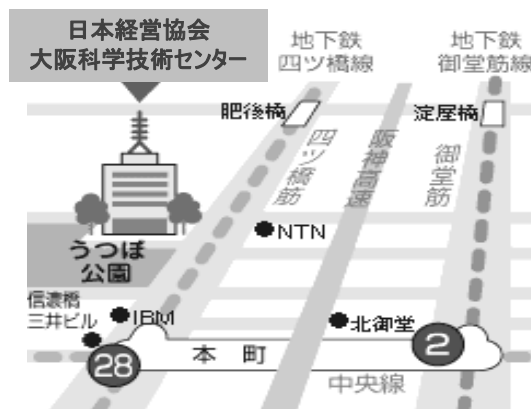 日本経営協会
大阪科学技術センター
地下鉄
四ツ橋線
地下鉄
御堂筋線
肥後橋
淀屋橋
四ツ橋筋
阪神高速
御堂筋
NTN
うつぼ
公園
信濃橋
三井ビル
IBM
北御堂
28
本町
2
中央線